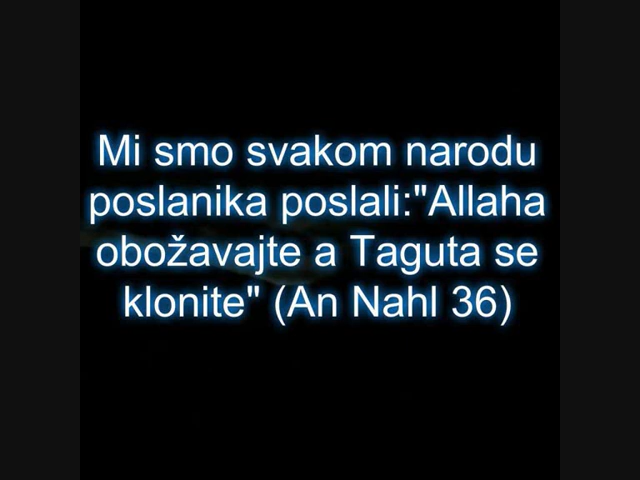 Mi smo svakom narodu
poslanika poslali:"Allaha
obožavajte a Taguta se
klonite" (An Nahl 36)